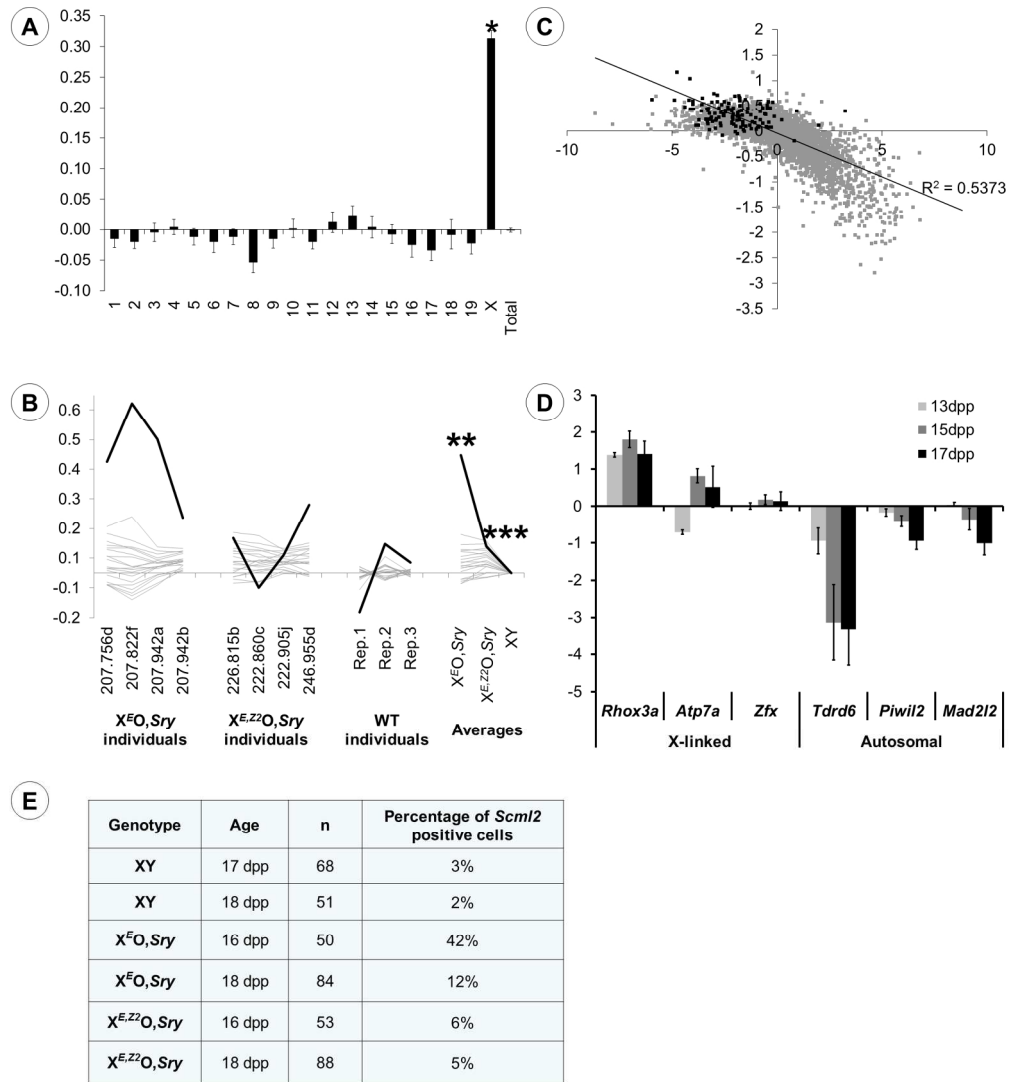 A
0.35
0.30
0.25
0.20
0.15
0.10
0.05
0.00
-0.05
-0.10
*
1 2 3 4 5 6 7 8 9 10 11 12 13 14 15 16 17 18 19 X Total
C
2
1.5
1
0.5
0
-0.5
-1
-1.5
-2
-2.5
-3
-3.5
-10 -5 0 5 10
R² = 0.5373
B
0.6
0.5
0.4
0.3
0.2
0.1
-0.1
-0.2
**
***
207.756d 207.822f 207.942a 207.942b 226.815b 222.860c 222.905j 246.955d Rep.1 Rep.2 Rep.3 XᴱO,Sry Xᴱ,ᶻ²O,Sry XY
XᴱO,Sry individuals
Xᴱ,ᶻ²O,Sry individuals
WT individuals
Averages
D
3
2
1
0
-1
-2
-3
-4
-5
13dpp
15dpp
17dpp
Rhox3a Atp7a Zfx Tdrd6 Piwil2 Mad2l2
X-linked Autosomal
E
Genotype Age n Percentage of Scml2 positive cells
XY 17 dpp 68 3%
XY 18 dpp 51 2%
XᴱO,Sry 16 dpp 50 42%
XᴱO,Sry 18 dpp 84 12%
Xᴱ,ᶻ²O,Sry 16 dpp 53 6%
Xᴱ,ᶻ²O,Sry 18 dpp 88 5%